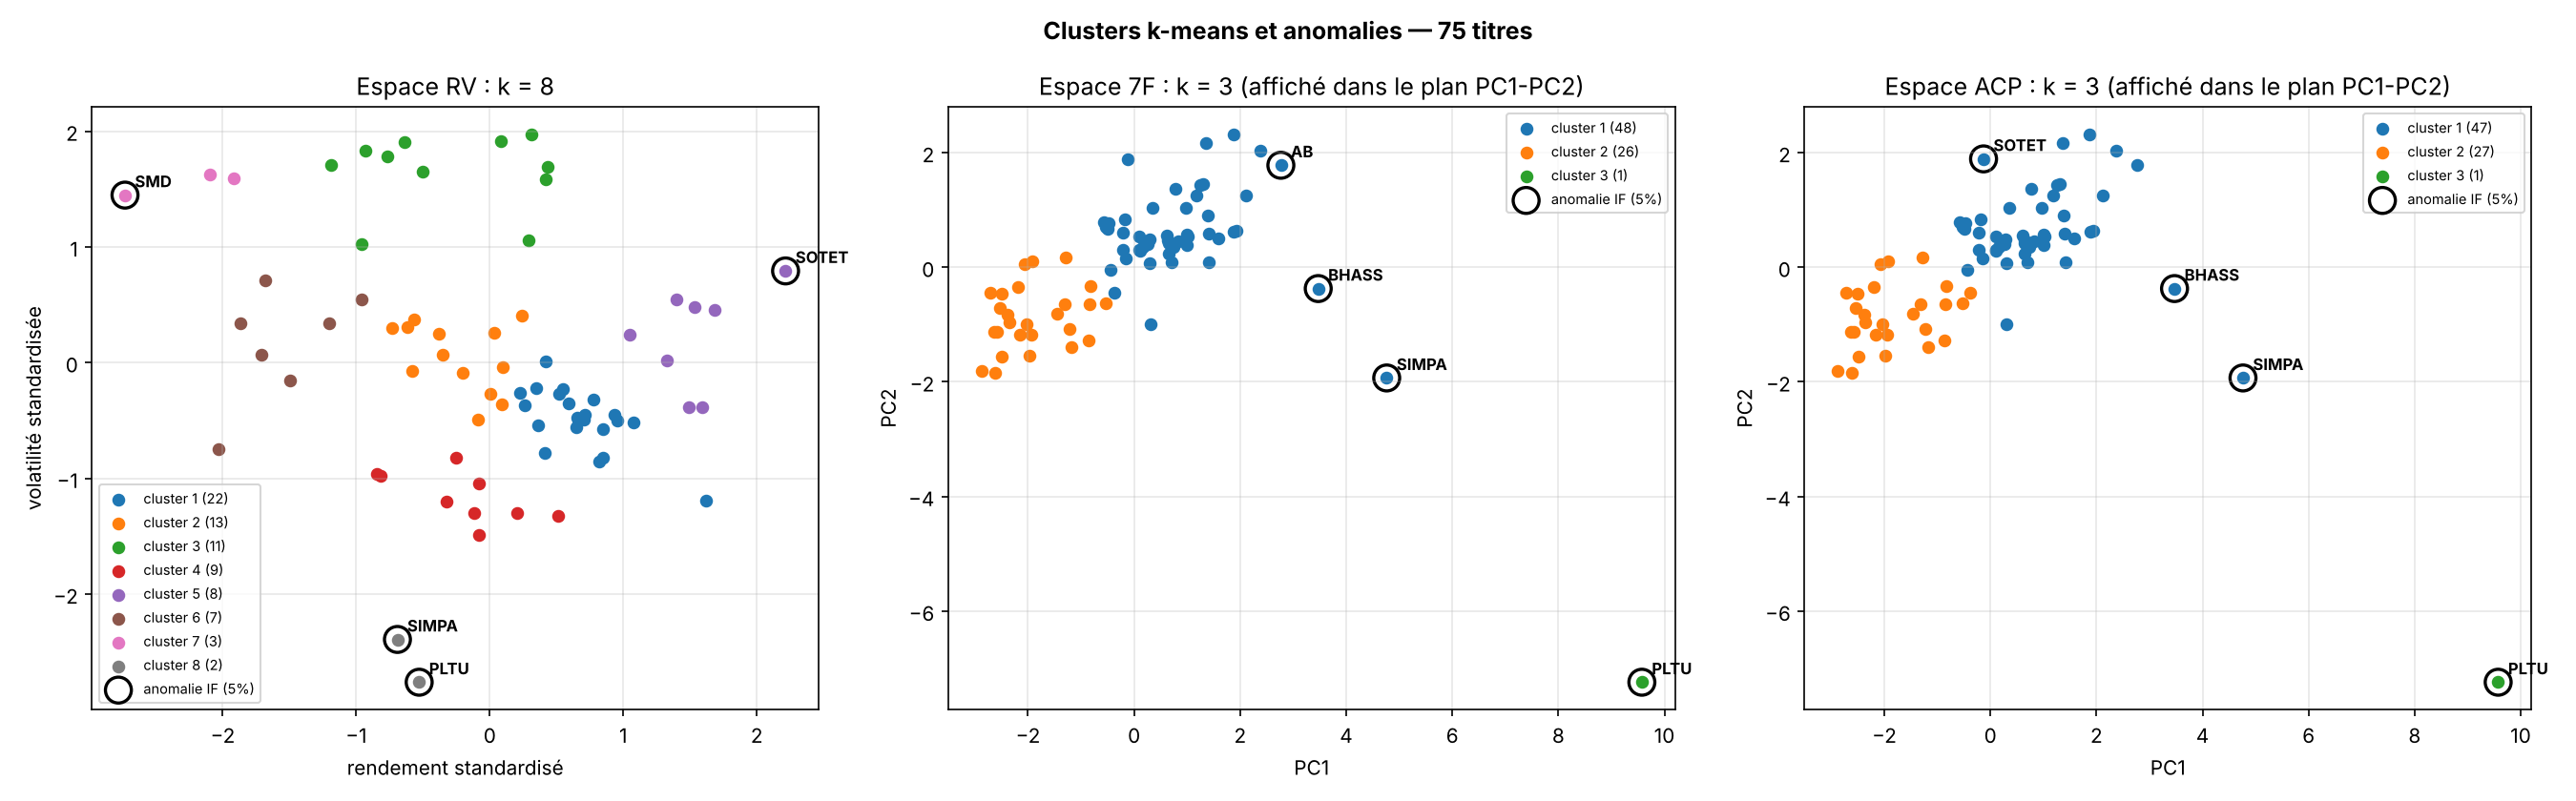 Clusters k-means et anomalies — 75 titres
Espace RV : k = 8
2
1
0
−1
−2
volatilité standardisée
SMD
SOTET
SIMPA
PLTU
cluster 1 (22)
cluster 2 (13)
cluster 3 (11)
cluster 4 (9)
cluster 5 (8)
cluster 6 (7)
cluster 7 (3)
cluster 8 (2)
anomalie IF (5%)
−2
−1
0
1
2
rendement standardisé
Espace 7F : k = 3 (affiché dans le plan PC1-PC2)
2
0
−2
−4
−6
PC2
cluster 1 (48)
cluster 2 (26)
cluster 3 (1)
anomalie IF (5%)
AB
BHASS
SIMPA
PLTU
−2
0
2
4
6
8
10
PC1
Espace ACP : k = 3 (affiché dans le plan PC1-PC2)
2
0
−2
−4
−6
PC2
cluster 1 (47)
cluster 2 (27)
cluster 3 (1)
anomalie IF (5%)
SOTET
BHASS
SIMPA
PLTU
−2
0
2
4
6
8
10
PC1